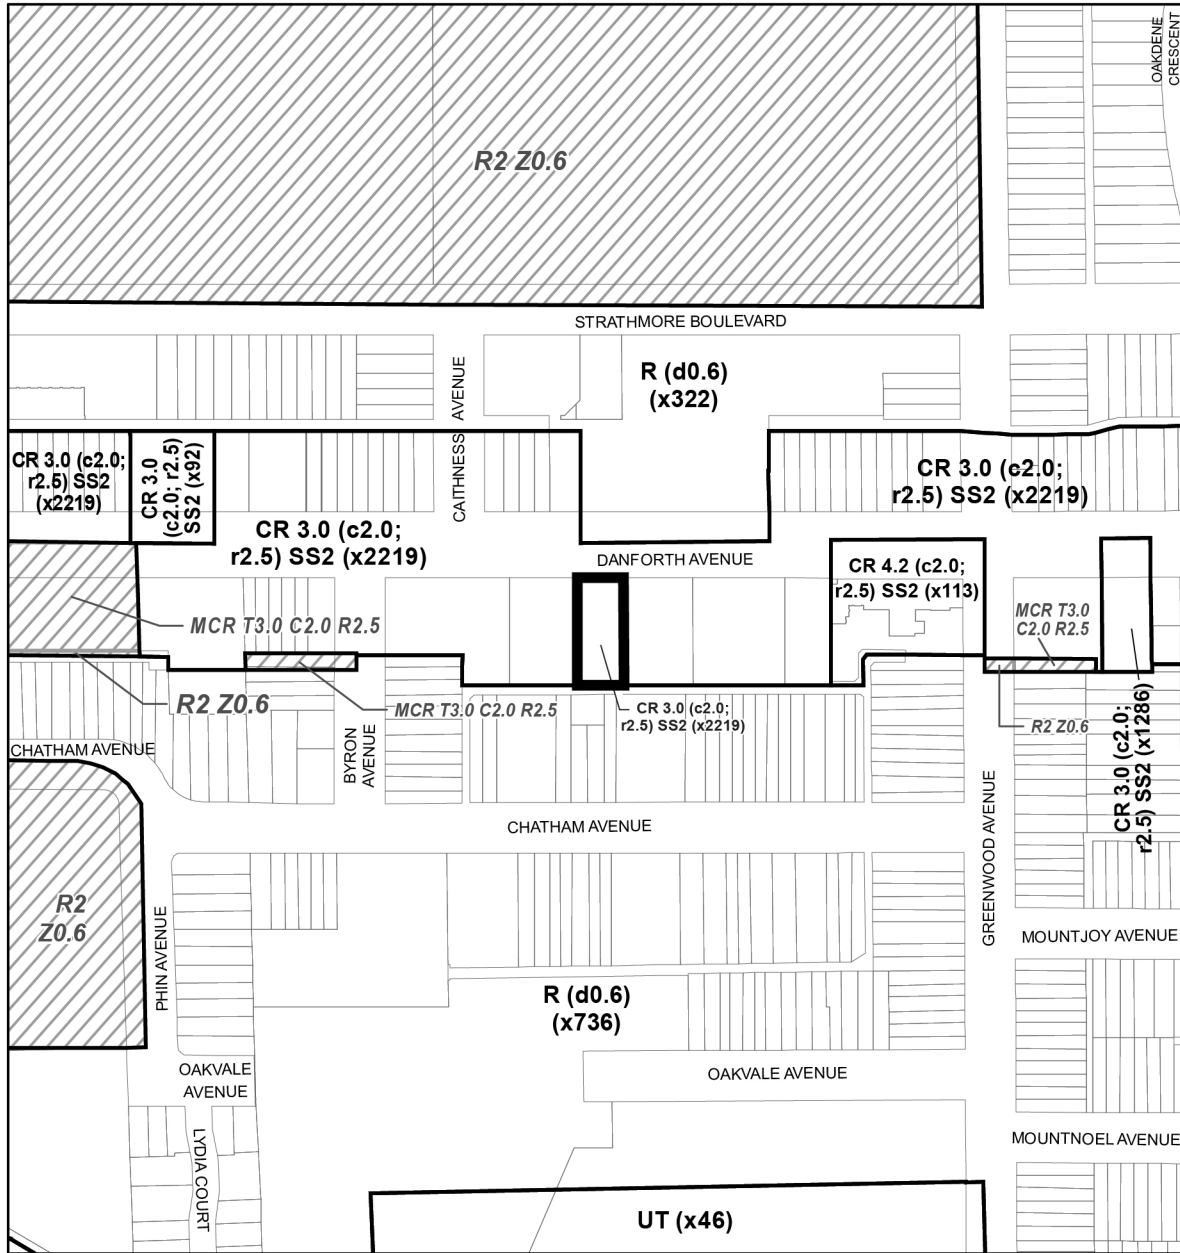 OAKDENE
CRESCENT
R2 Z0.6
STRATHMORE BOULEVARD
R (d0.6)
(x322)
CAITHNESS AVENUE
CR 3.0 (c2.0;
r2.5) SS2
(x2219)
CR 3.0
(c2.0; r2.5)
SS2 (x92)
CR 3.0 (c2.0;
r2.5) SS2 (x2219)
CR 3.0 (c2.0;
r2.5) SS2 (x2219)
DANFORTH AVENUE
CR 4.2 (c2.0;
r2.5) SS2 (x113)
MCR T3.0 C2.0 R2.5
MCR T3.0
C2.0 R2.5
R2 Z0.6
MCR T3.0 C2.0 R2.5
CR 3.0 (c2.0;
r2.5) SS2 (x2219)
R2 Z0.6
CR 3.0 (c2.0;
r2.5) SS2 (x1286)
CHATHAM AVENUE
BYRON
AVENUE
CHATHAM AVENUE
GREENWOOD AVENUE
R2
Z0.6
PHIN AVENUE
MOUNTJOY AVENUE
R (d0.6)
(x736)
OAKVALE
AVENUE
OAKVALE AVENUE
LYDIA COURT
MOUNTNOEL AVENUE
UT (x46)